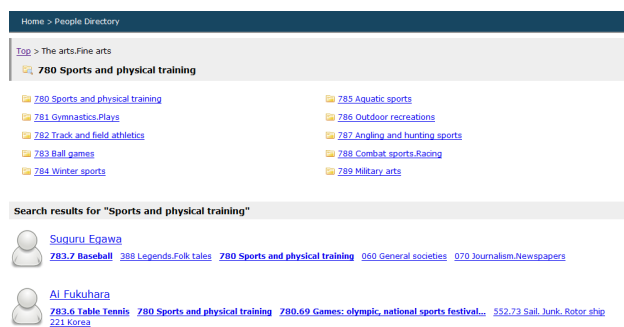 Home > People Directory
Top > The arts.Fine arts
780 Sports and physical training
780 Sports and physical training
781 Gymnastics.Plays
782 Track and field athletics
783 Ball games
784 Winter sports
785 Aquatic sports
786 Outdoor recreations
787 Angling and hunting sports
788 Combat sports.Racing
789 Military arts
Search results for "Sports and physical training"
Suguru Egawa
783.7 Baseball 388 Legends.Folk tales 780 Sports and physical training 060 General societies 070 Journalism.Newspapers
Ai Fukuhara
783.6 Table Tennis 780 Sports and physical training 780.69 Games: olympic, national sports festival... 552.73 Sail. Junk. Rotor ship
221 Korea